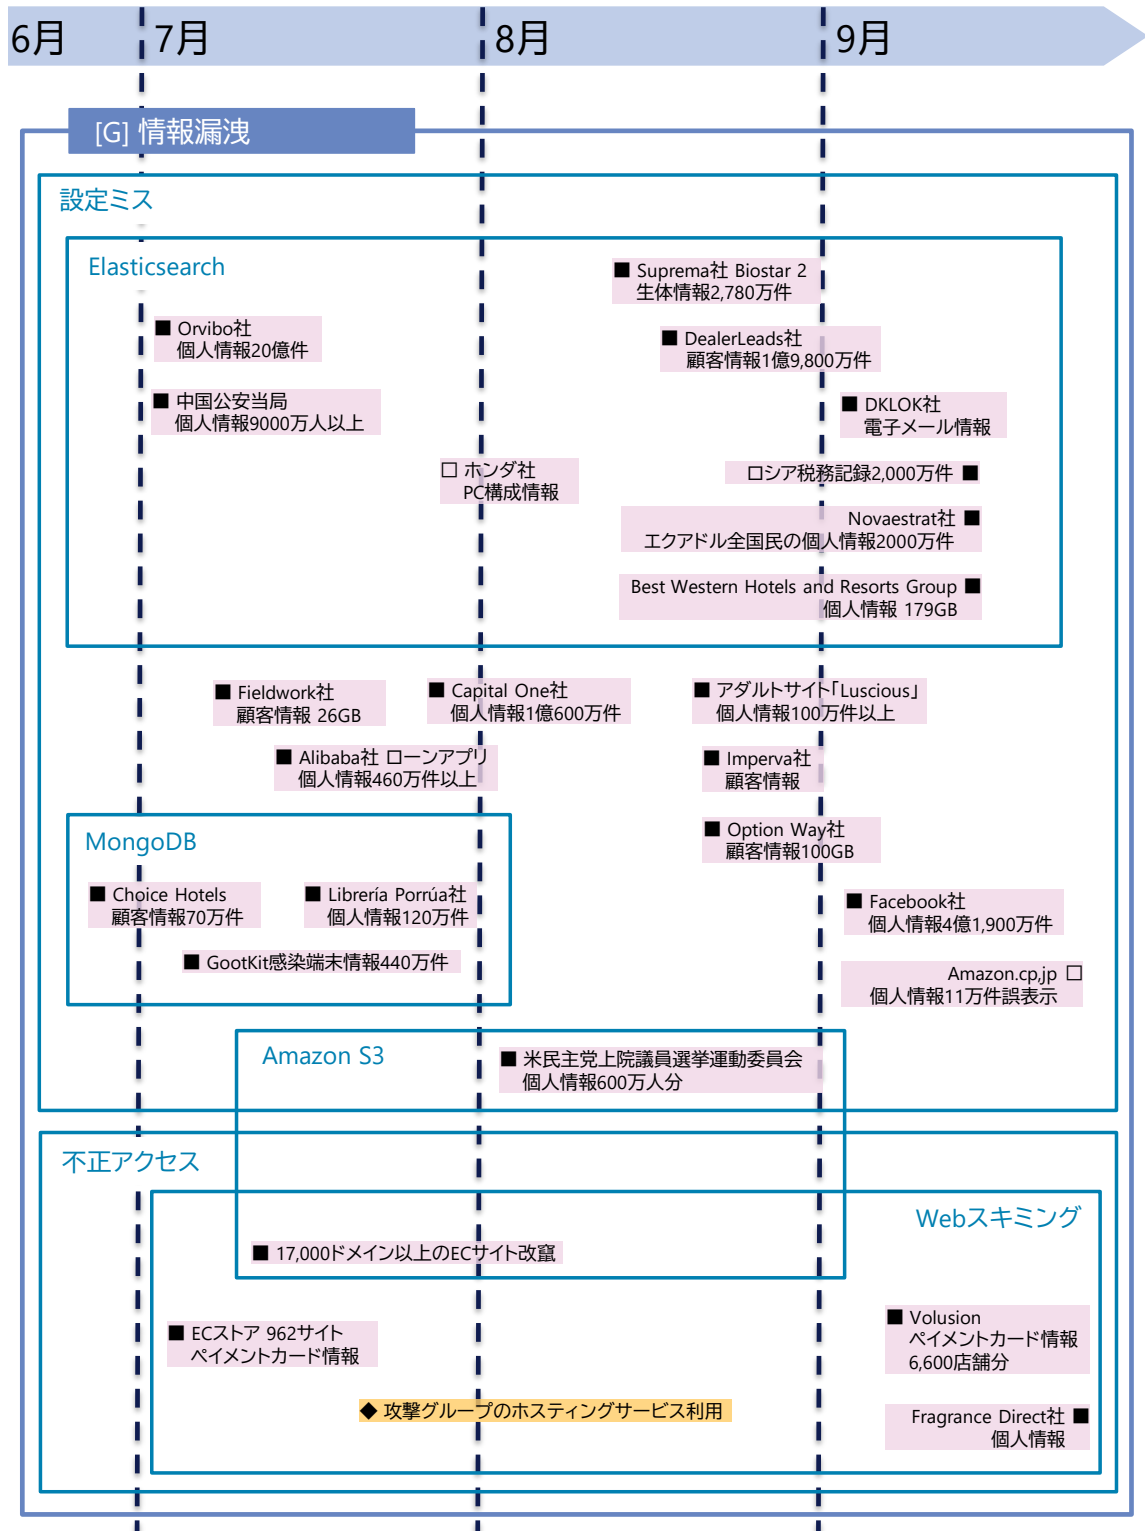 6月 7月 8月 9月
[G] 情報漏洩
設定ミス
Elasticsearch
■ Suprema社 Biostar 2
生体情報2,780万件
■ Orvibo社
個人情報20億件
■ DealerLeads社
顧客情報1億9,800万件
■ 中国公安当局
個人情報9000万人以上
■ DKLOK社
電子メール情報
□ ホンダ社
PC構成情報
ロシア税務記録2,000万件 ■
Novaestrat社 ■
エクアドル全国民の個人情報2000万件
Best Western Hotels and Resorts Group ■
個人情報 179GB
■ Fieldwork社
顧客情報 26GB
■ Capital One社
個人情報1億600万件
■ アダルトサイト「Luscious」
個人情報100万件以上
■ Alibaba社 ローンアプリ
個人情報460万件以上
■ Imperva社
顧客情報
■ Option Way社
顧客情報100GB
MongoDB
■ Choice Hotels
顧客情報70万件
■ Librería Porrúa社
個人情報120万件
■ GootKit感染端末情報440万件
■ Facebook社
個人情報4億1,900万件
Amazon.cp,jp □
個人情報11万件誤表示
Amazon S3
■ 米民主党上院議員選挙運動委員会
個人情報600万人分
不正アクセス
Webスキミング
■ 17,000ドメイン以上のECサイト改竄
■ ECストア 962サイト
ペイメントカード情報
■ Volusion
ペイメントカード情報
6,600店舗分
◆ 攻撃グループのホスティングサービス利用
Fragrance Direct社 ■
個人情報